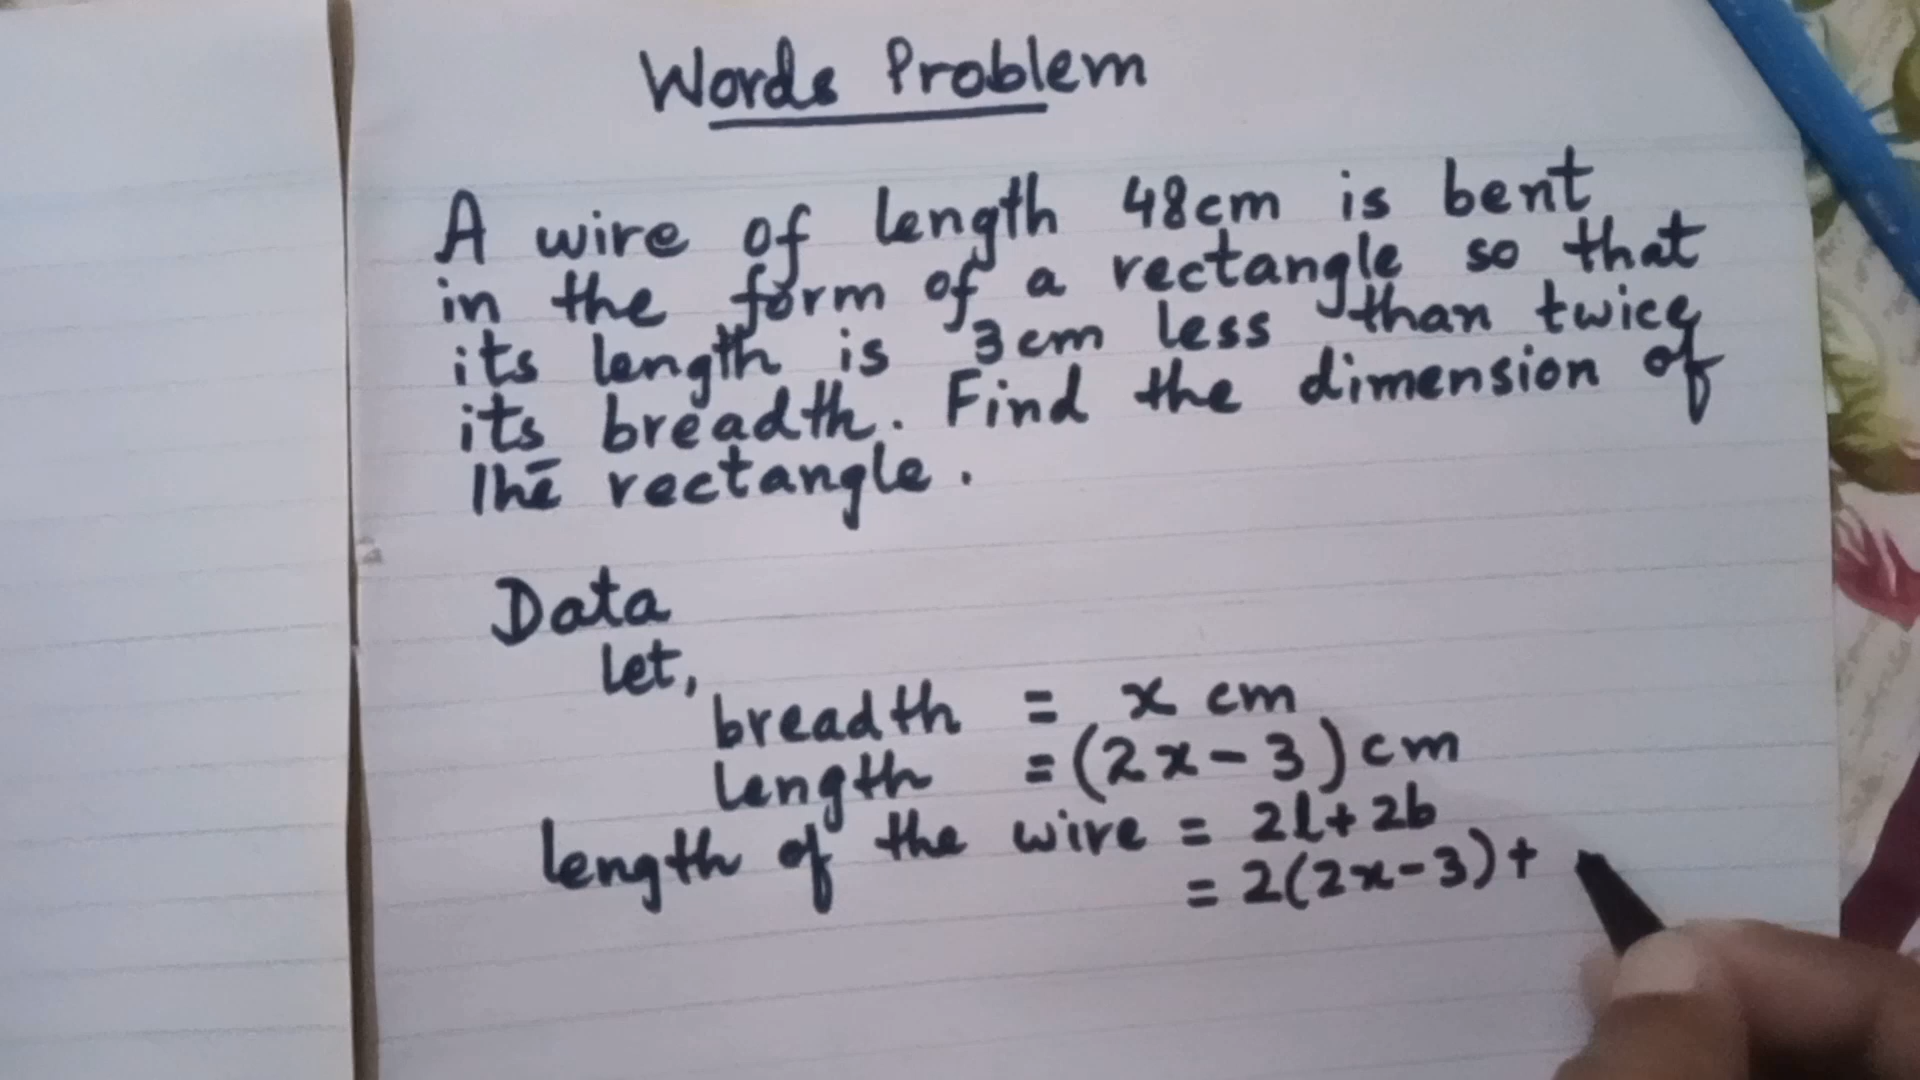 Words Problem
A wire of length 48cm is bent
in the form of a rectangle so that
its length is 3cm less than twice
its breadth. Find the dimension of
the rectangle.
Data
let,
breadth = x cm
length = (2x-3) cm
length of the wire = 2l+2b
= 2(2x-3)+